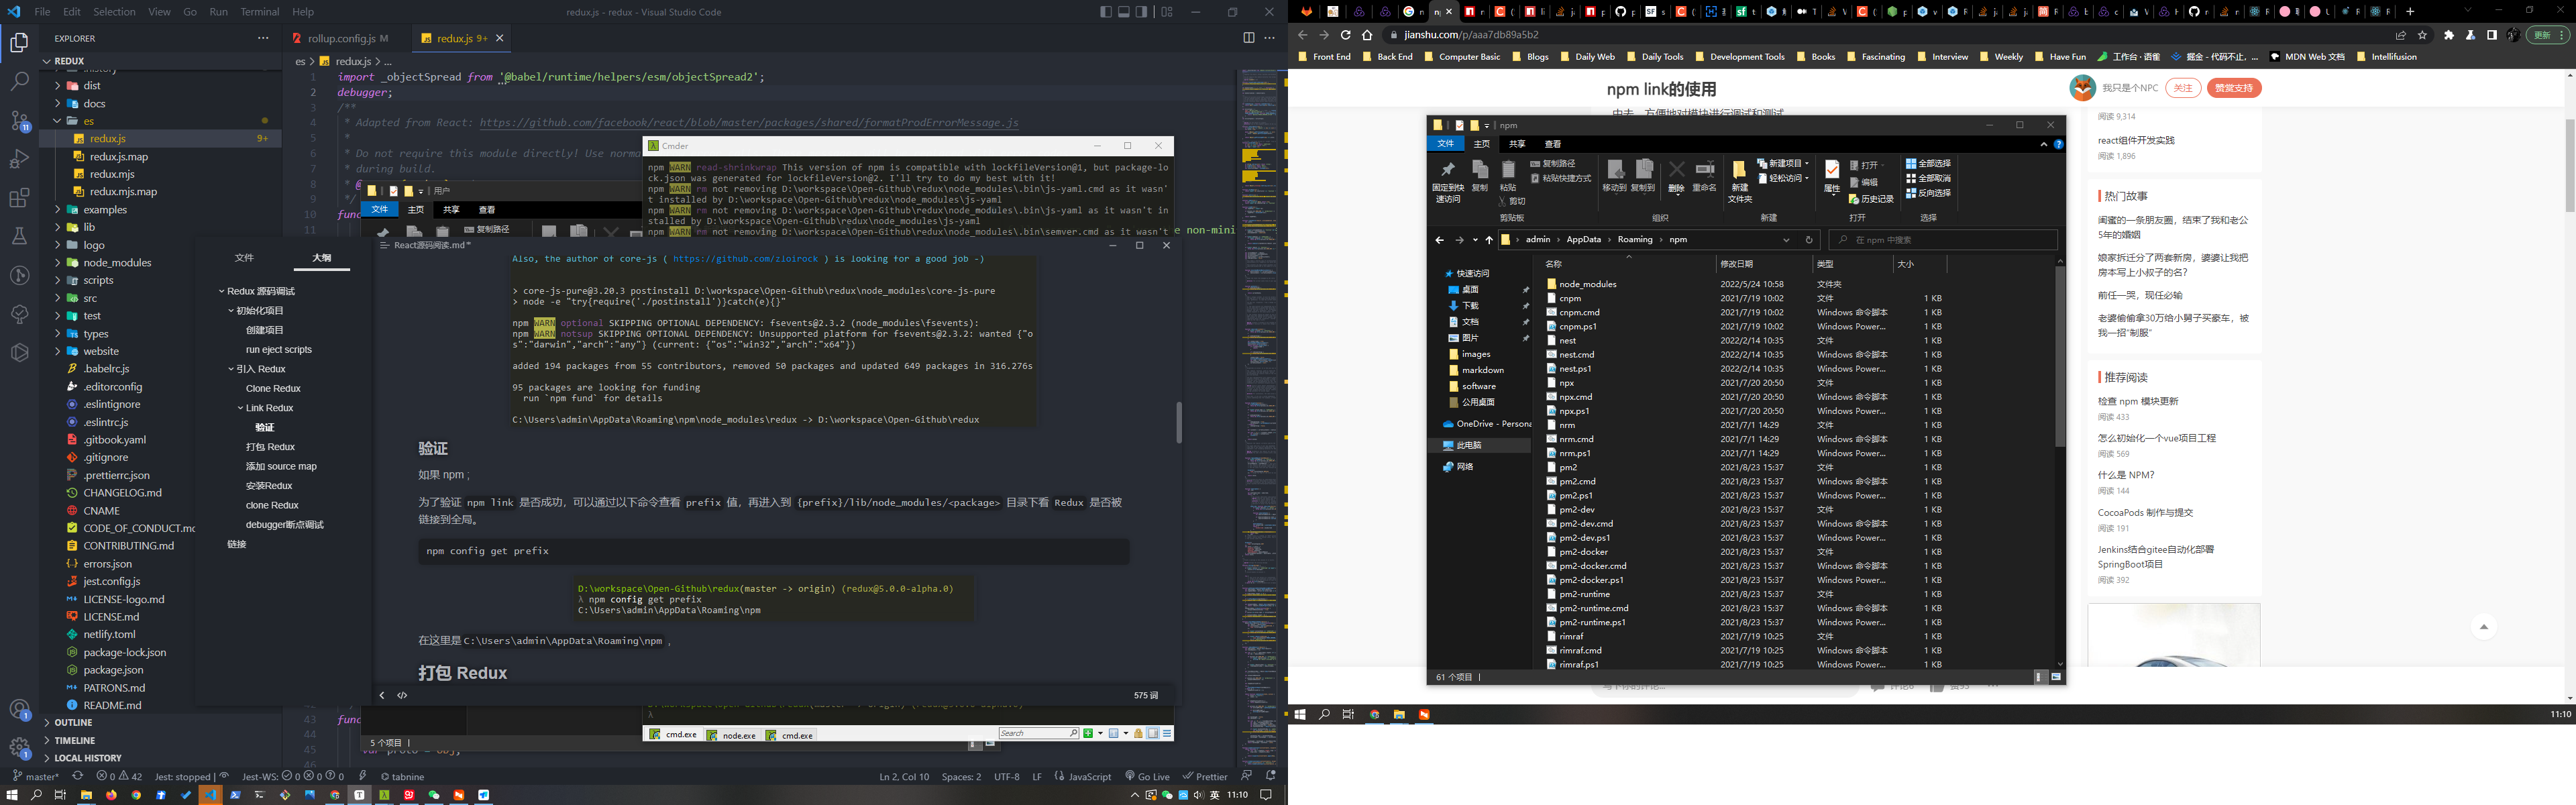 File Edit Selection View Go Run Terminal Help
redux.js - redux - Visual Studio Code
EXPLORER
REDUX
.history
dist
docs
es
redux.js 9+
redux.js.map
redux.mjs
redux.mjs.map
examples
lib
logo
node_modules
scripts
src
test
types
website
.babelrc.js
.editorconfig
.eslintignore
.eslintrc.js
.gitbook.yaml
.gitignore
.prettierrc.json
CHANGELOG.md
CNAME
CODE_OF_CONDUCT.md
CONTRIBUTING.md
errors.json
jest.config.js
LICENSE-logo.md
LICENSE.md
netlify.toml
package-lock.json
package.json
PATRONS.md
README.md
OUTLINE
TIMELINE
LOCAL HISTORY
rollup.config.js M
redux.js 9+
es > redux.js > ...
1 import _objectSpread from '@babel/runtime/helpers/esm/objectSpread2';
2 debugger;
3 /**
4 * Adapted from React: https://github.com/facebook/react/blob/master/packages/shared/formatProdErrorMessage.js
5 *
6 * Do not require this module directly! Use norma
7 * during build.
8
9 */
10 func
11
43 func
44
45 var proto = obj;
46
用户
文件 主页 共享 查看
复制路径
5 个项目
Cmder
npm WARN read-shrinkwrap This version of npm is compatible with lockfileVersion@1, but package-lo
ck.json was generated for lockfileVersion@2. I'll try to do my best with it!
npm WARN rm not removing D:\workspace\Open-Github\redux\node_modules\.bin\js-yaml.cmd as it wasn'
t installed by D:\workspace\Open-Github\redux\node_modules\js-yaml
npm WARN rm not removing D:\workspace\Open-Github\redux\node_modules\.bin\js-yaml as it wasn't in
stalled by D:\workspace\Open-Github\redux\node_modules\js-yaml
npm WARN rm not removing D:\workspace\Open-Github\redux\node_modules\.bin\semver.cmd as it wasn't
e non-mini
cmd.exe node.exe cmd.exe
Search
React源码阅读.md*
文件 大纲
Redux 源码调试
初始化项目
创建项目
run eject scripts
引入 Redux
Clone Redux
Link Redux
验证
打包 Redux
添加 source map
安装Redux
clone Redux
debugger断点调试
链接
Also, the author of core-js ( https://github.com/zloirock ) is looking for a good job -)
> core-js-pure@3.20.3 postinstall D:\workspace\Open-Github\redux\node_modules\core-js-pure
> node -e "try{require('./postinstall')}catch(e){}"
npm WARN optional SKIPPING OPTIONAL DEPENDENCY: fsevents@2.3.2 (node_modules\fsevents):
npm WARN notsup SKIPPING OPTIONAL DEPENDENCY: Unsupported platform for fsevents@2.3.2: wanted {"o
s":"darwin","arch":"any"} (current: {"os":"win32","arch":"x64"})
added 194 packages from 55 contributors, removed 50 packages and updated 649 packages in 316.276s
95 packages are looking for funding
run `npm fund` for details
C:\Users\admin\AppData\Roaming\npm\node_modules\redux -> D:\workspace\Open-Github\redux
验证
如果 npm ;
为了验证 npm link 是否成功，可以通过以下命令查看 prefix 值，再进入到 {prefix}/lib/node_modules/<package> 目录下看 Redux 是否被
链接到全局。
npm config get prefix
D:\workspace\Open-Github\redux(master -> origin) (redux@5.0.0-alpha.0)
λ npm config get prefix
C:\Users\admin\AppData\Roaming\npm
在这里是 C:\Users\admin\AppData\Roaming\npm ，
打包 Redux
575 词
master* 0 42 Jest: stopped | Jest-WS: 0 0 0 tabnine
Ln 2, Col 10 Spaces: 2 UTF-8 LF JavaScript Go Live Prettier
英 11:10
jianshu.com/p/aaa7db89a5b2
更新
Front End Back End Computer Basic Blogs Daily Web Daily Tools Development Tools Books Fascinating Interview Weekly Have Fun 工作台 · 语雀 掘金 - 代码不止，... MDN Web 文档 Intellifusion
npm link的使用
我只是个NPC 关注 赞赏支持
中去，方便地对模块进行调试和测试
阅读 9,314
react组件开发实践
阅读 1,896
热门故事
闺蜜的一条朋友圈，结束了我和老公
5年的婚姻
娘家拆迁分了两套新房，婆婆让我把
房本写上小叔子的名?
前任一哭，现任必输
老婆偷偷拿30万给小舅子买豪车，被
我一招"制服"
推荐阅读
检查 npm 模块更新
阅读 433
怎么初始化一个vue项目工程
阅读 569
什么是 NPM?
阅读 144
CocoaPods 制作与提交
阅读 191
Jenkins结合gitee自动化部署
SpringBoot项目
阅读 392
npm
文件 主页 共享 查看
固定到快
速访问
复制
粘贴
复制路径
粘贴快捷方式
剪切
移动到 复制到 删除 重命名
新建
文件夹
新建项目
轻松访问
属性
打开
编辑
历史记录
全部选择
全部取消
反向选择
剪贴板 组织 新建 打开 选择
admin > AppData > Roaming > npm
在 npm 中搜索
快速访问
桌面
下载
文档
图片
images
markdown
software
公用桌面
OneDrive - Persona
此电脑
网络
名称 修改日期 类型 大小
node_modules 2022/5/24 10:58 文件夹
cnpm 2021/7/19 10:02 文件 1 KB
cnpm.cmd 2021/7/19 10:02 Windows 命令脚本 1 KB
cnpm.ps1 2021/7/19 10:02 Windows Power... 1 KB
nest 2022/2/14 10:35 文件 1 KB
nest.cmd 2022/2/14 10:35 Windows 命令脚本 1 KB
nest.ps1 2022/2/14 10:35 Windows Power... 1 KB
npx 2021/7/20 20:50 文件 1 KB
npx.cmd 2021/7/20 20:50 Windows 命令脚本 1 KB
npx.ps1 2021/7/20 20:50 Windows Power... 1 KB
nrm 2021/7/1 14:29 文件 1 KB
nrm.cmd 2021/7/1 14:29 Windows 命令脚本 1 KB
nrm.ps1 2021/7/1 14:29 Windows Power... 1 KB
pm2 2021/8/23 15:37 文件 1 KB
pm2.cmd 2021/8/23 15:37 Windows 命令脚本 1 KB
pm2.ps1 2021/8/23 15:37 Windows Power... 1 KB
pm2-dev 2021/8/23 15:37 文件 1 KB
pm2-dev.cmd 2021/8/23 15:37 Windows 命令脚本 1 KB
pm2-dev.ps1 2021/8/23 15:37 Windows Power... 1 KB
pm2-docker 2021/8/23 15:37 文件 1 KB
pm2-docker.cmd 2021/8/23 15:37 Windows 命令脚本 1 KB
pm2-docker.ps1 2021/8/23 15:37 Windows Power... 1 KB
pm2-runtime 2021/8/23 15:37 文件 1 KB
pm2-runtime.cmd 2021/8/23 15:37 Windows 命令脚本 1 KB
pm2-runtime.ps1 2021/8/23 15:37 Windows Power... 1 KB
rimraf 2021/7/19 10:25 文件 1 KB
rimraf.cmd 2021/7/19 10:25 Windows 命令脚本 1 KB
rimraf.ps1 2021/7/19 10:25 Windows Power... 1 KB
61 个项目
11:10